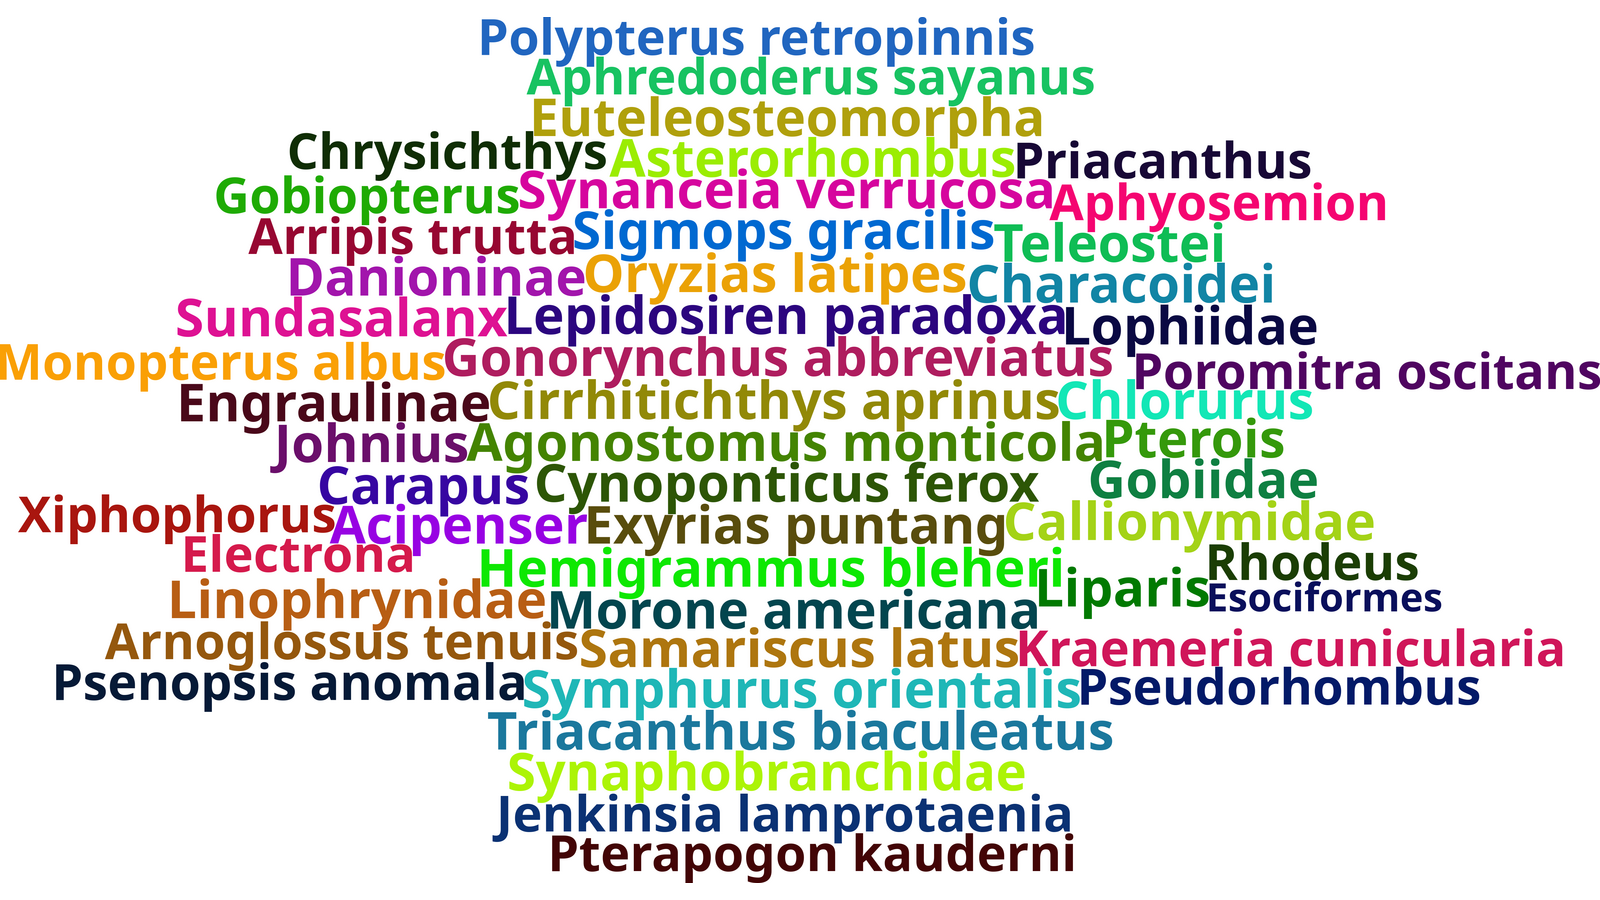 Polypterus retropinnis
Aphredoderus sayanus
Euteleosteomorpha
Chrysichthys
Asterorhombus
Priacanthus
Gobiopterus
Synanceia verrucosa
Aphyosemion
Arripis trutta
Sigmops gracilis
Teleostei
Danioninae
Oryzias latipes
Characoidei
Sundasalanx
Lepidosiren paradoxa
Lophiidae
Monopterus albus
Gonorynchus abbreviatus
Poromitra oscitans
Engraulinae
Cirrhitichthys aprinus
Chlorurus
Johnius
Agonostomus monticola
Pterois
Carapus
Cynoponticus ferox
Gobiidae
Xiphophorus
Acipenser
Exyrias puntang
Callionymidae
Electrona
Hemigrammus bleheri
Rhodeus
Linophrynidae
Morone americana
Liparis
Esociformes
Arnoglossus tenuis
Samariscus latus
Kraemeria cunicularia
Psenopsis anomala
Symphurus orientalis
Pseudorhombus
Triacanthus biaculeatus
Synaphobranchidae
Jenkinsia lamprotaenia
Pterapogon kauderni